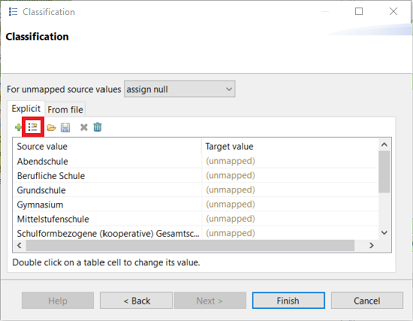 Classification
Classification
For unmapped source values assign null
Explicit From file
Source value Target value
Abendschule (unmapped)
Berufliche Schule (unmapped)
Grundschule (unmapped)
Gymnasium (unmapped)
Mittelstufenschule (unmapped)
Schulformbezogene (kooperative) Gesamtsc... (unmapped)
Double click on a table cell to change its value.
Help < Back Next > Finish Cancel